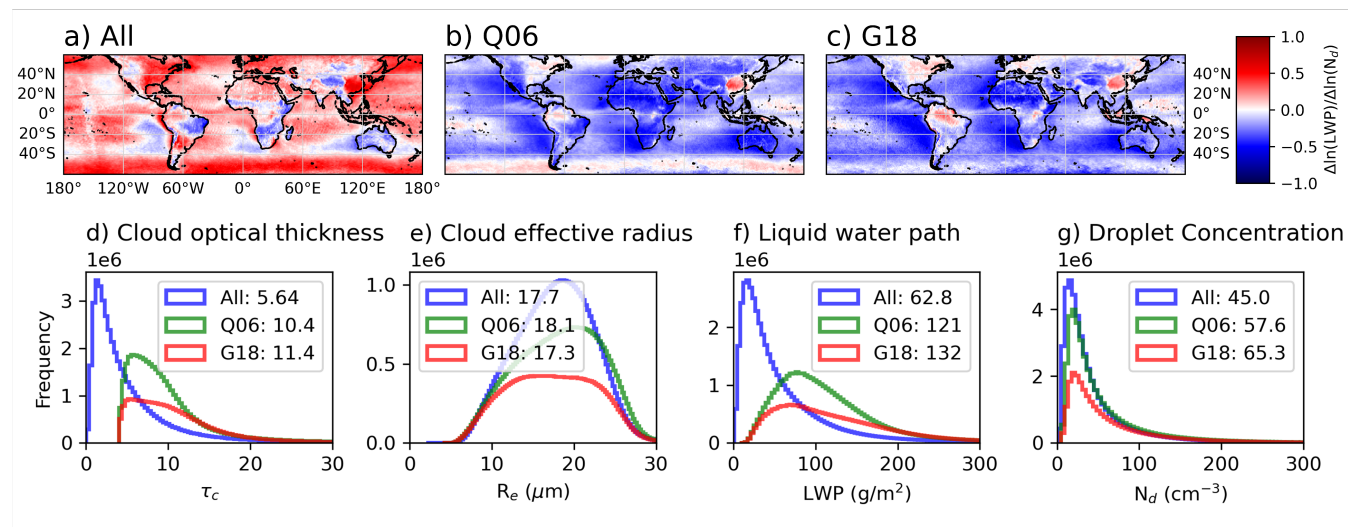 a) All
b) Q06
c) G18
40°N
20°N
0°
20°S
40°S
180° 120°W 60°W 0° 60°E 120°E 180°
40°N
20°N
0°
20°S
40°S
1.0
0.5
0.0
−0.5
−1.0
Δln(LWP)/Δln(N_d)
d) Cloud optical thickness
1e6
3
2
1
0
Frequency
All: 5.64
Q06: 10.4
G18: 11.4
0 10 20 30
τ_c
e) Cloud effective radius
1e6
1.0
0.5
0.0
All: 17.7
Q06: 18.1
G18: 17.3
0 10 20 30
R_e (μm)
f) Liquid water path
1e6
2
1
0
All: 62.8
Q06: 121
G18: 132
0 100 200 300
LWP (g/m²)
g) Droplet Concentration
1e6
4
2
0
All: 45.0
Q06: 57.6
G18: 65.3
0 100 200 300
N_d (cm⁻³)